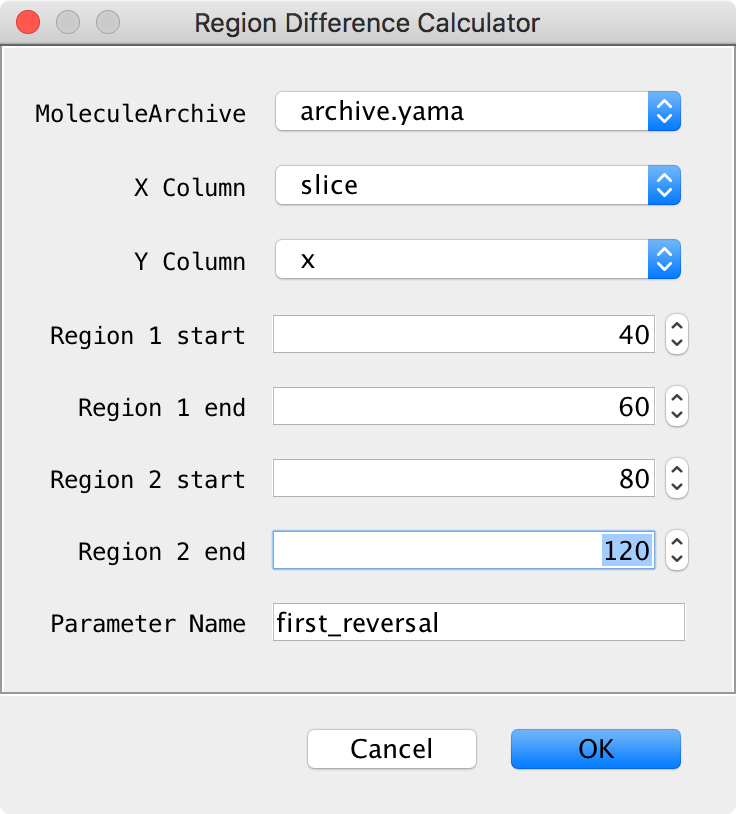 Region Difference Calculator
MoleculeArchive archive.yama
X Column slice
Y Column x
Region 1 start 40
Region 1 end 60
Region 2 start 80
Region 2 end 120
Parameter Name first_reversal
Cancel OK